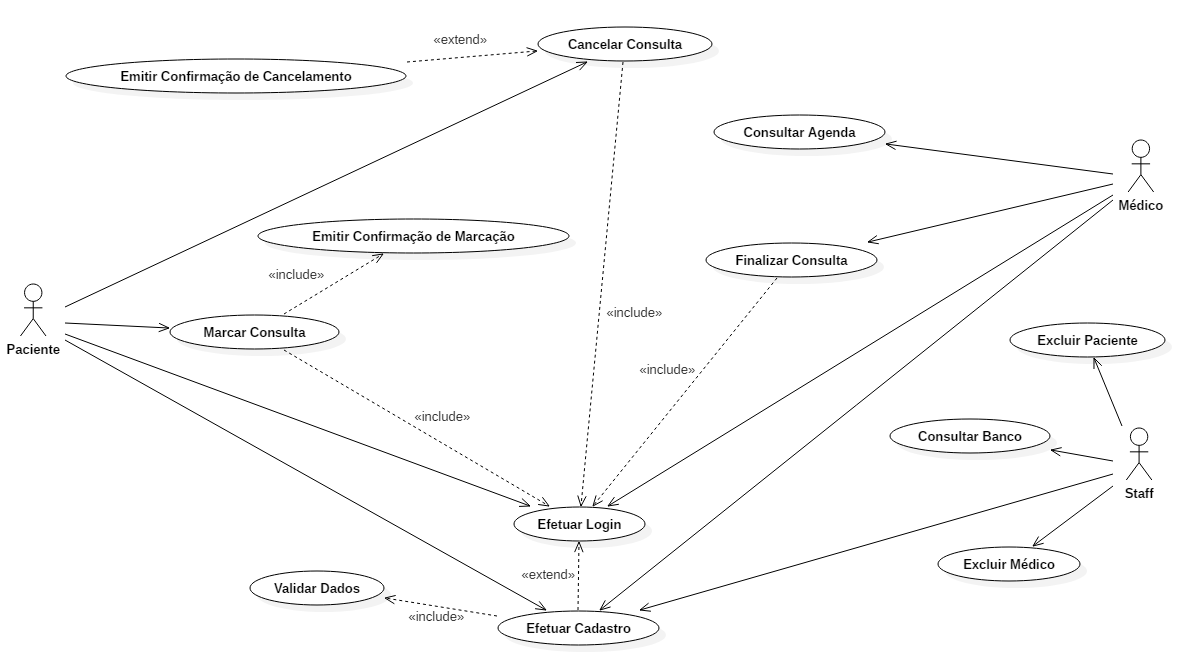 «extend»
Cancelar Consulta
Emitir Confirmação de Cancelamento
Consultar Agenda
Médico
Emitir Confirmação de Marcação
Finalizar Consulta
«include»
«include»
Marcar Consulta
Paciente
Excluir Paciente
«include»
«include»
Consultar Banco
Staff
Efetuar Login
Excluir Médico
«extend»
Validar Dados
«include»
Efetuar Cadastro